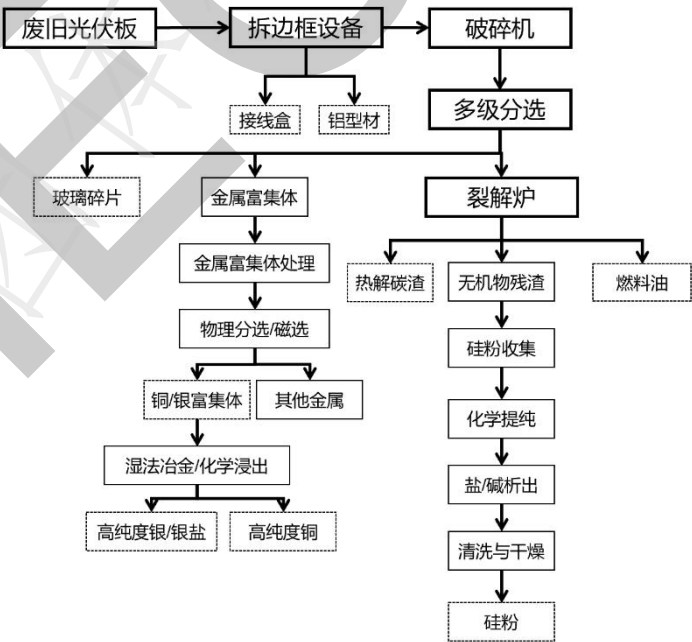 废旧光伏板
拆边框设备
破碎机
接线盒
铝型材
多级分选
玻璃碎片
金属富集体
裂解炉
金属富集体处理
热解碳渣
无机物残渣
燃料油
物理分选/磁选
硅粉收集
铜/银富集体
其他金属
化学提纯
湿法冶金/化学浸出
盐/碱析出
高纯度银/银盐
高纯度铜
清洗与干燥
硅粉